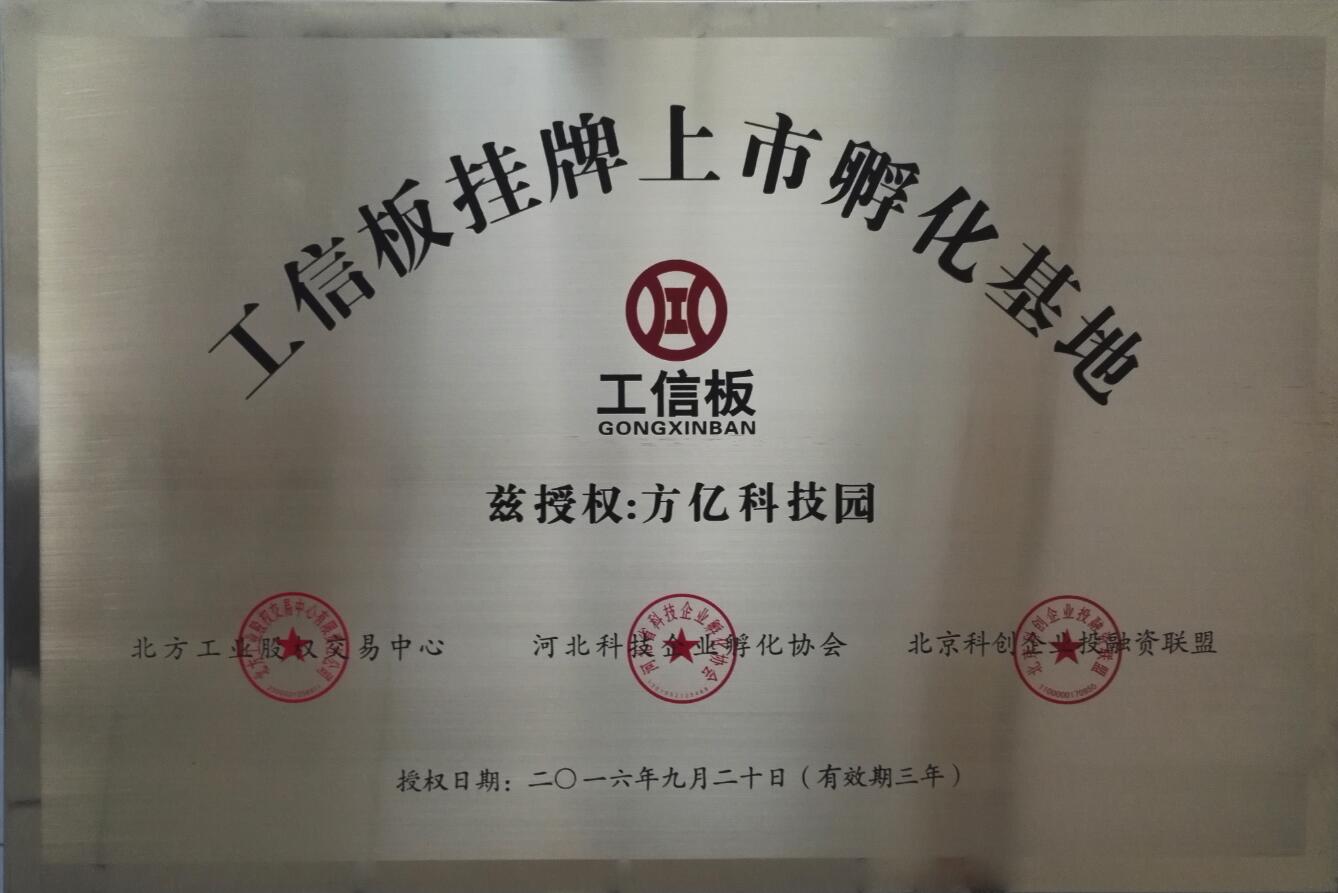 工信板挂牌上市孵化基地
工
工信板
GONGXINBAN
兹授权:方亿科技园
北方工业股权交易中心 河北科技企业孵化协会 北京科创企业投融资联盟
授权日期：二〇一六年九月二十日（有效期三年）